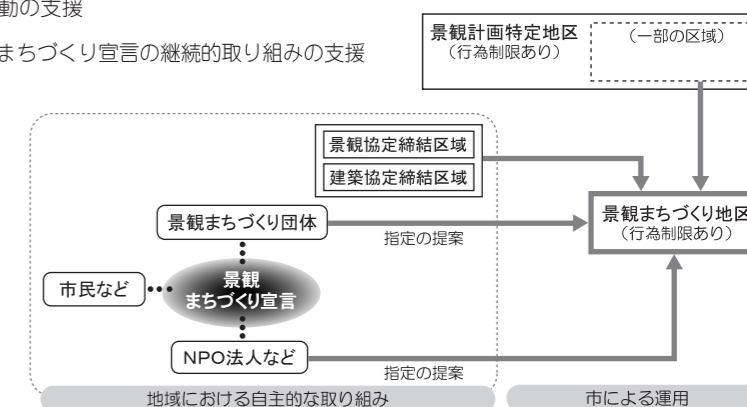 動の支援
まちづくり宣言の継続的取り組みの支援
景観計画特定地区
(行為制限あり)
(一部の区域)
景観協定締結区域
建築協定締結区域
景観まちづくり団体
指定の提案
景観まちづくり地区
(行為制限あり)
市民など
景観
まちづくり宣言
NPO法人など
指定の提案
地域における自主的な取り組み
市による運用